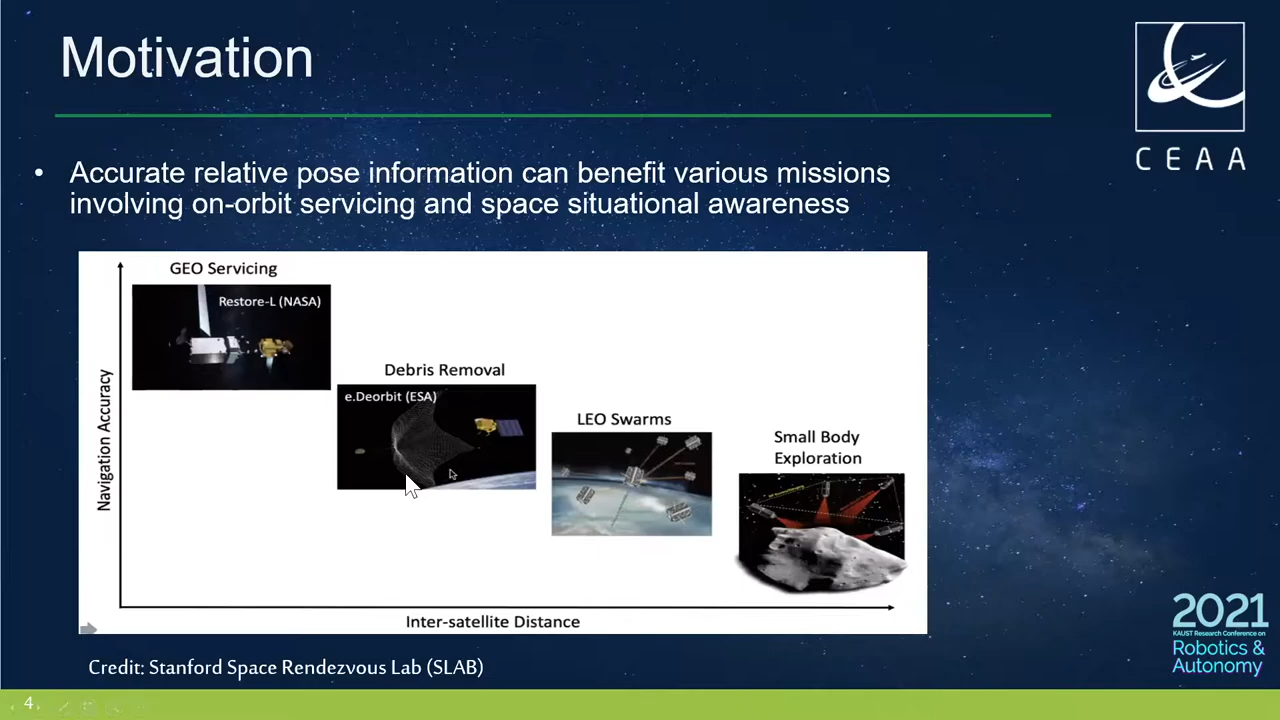 Motivation
CEAA
• Accurate relative pose information can benefit various missions
involving on-orbit servicing and space situational awareness
GEO Servicing
Restore-L (NASA)
Debris Removal
e.Deorbit (ESA)
LEO Swarms
Small Body
Exploration
Navigation Accuracy
Inter-satellite Distance
Credit: Stanford Space Rendezvous Lab (SLAB)
2021
KAUST Research Conference on
Robotics &
Autonomy
4